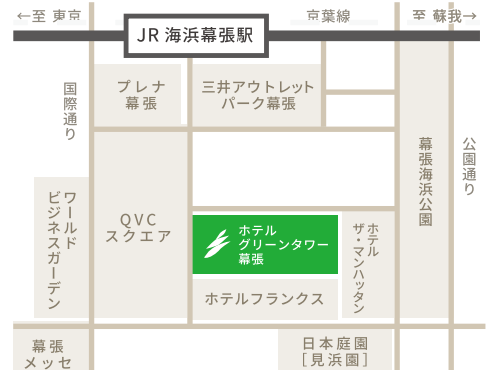 ←至 東京
京葉線
至 蘇我→
JR 海浜幕張駅
国際通り
プレナ
幕張
三井アウトレット
パーク幕張
幕張海浜公園
公園通り
ワールド
ビジネスガーデン
QVC
スクエア
ホテル
グリーンタワー
幕張
ホテル
ザ・マンハッタン
ホテルフランクス
幕張
メッセ
日本庭園
[見浜園]